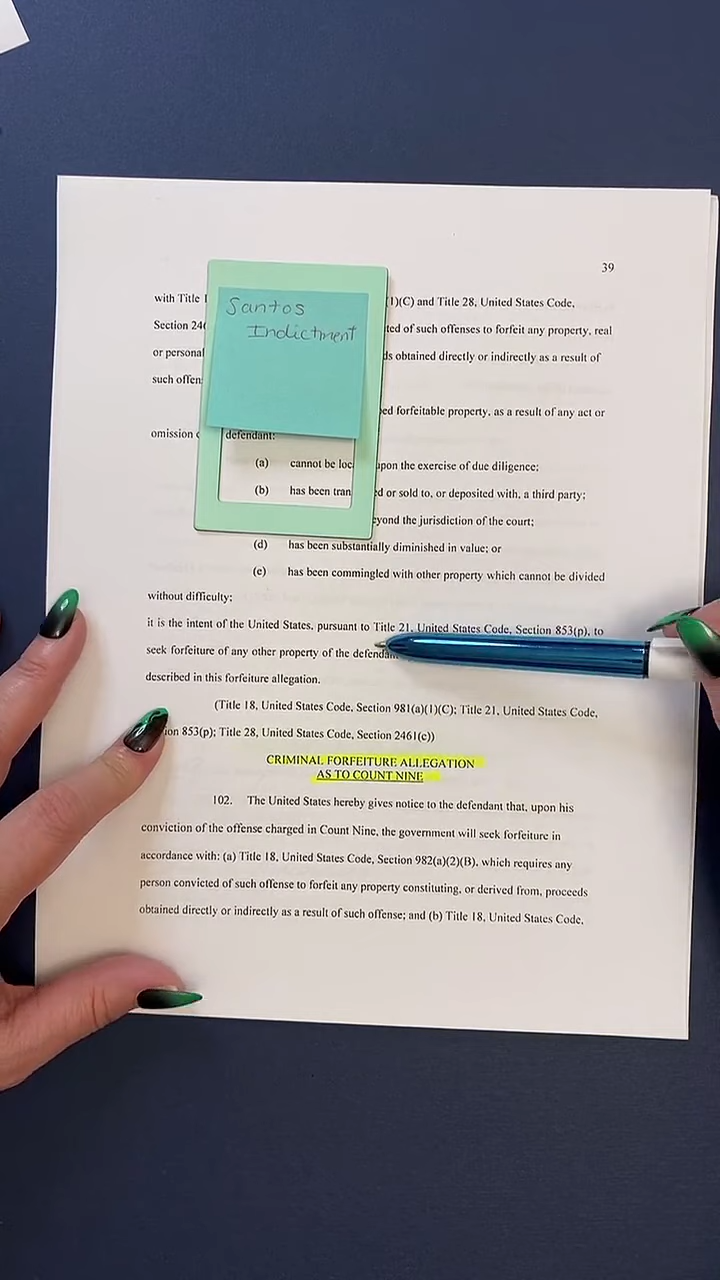 39
with Title 1 1)(C) and Title 28, United States Code,
Santos
Indictment
Section 246 ted of such offenses to forfeit any property, real
or personal ds obtained directly or indirectly as a result of
such offen
ed forfeitable property, as a result of any act or
omission defendant:
(a) cannot be loc upon the exercise of due diligence;
(b) has been tran d or sold to, or deposited with, a third party;
eyond the jurisdiction of the court;
(d) has been substantially diminished in value; or
(e) has been commingled with other property which cannot be divided
without difficulty;
it is the intent of the United States, pursuant to Title 21, United States Code, Section 853(p), to
seek forfeiture of any other property of the defendan
described in this forfeiture allegation.
(Title 18, United States Code, Section 981(a)(1)(C); Title 21, United States Code,
ion 853(p); Title 28, United States Code, Section 2461(c))
CRIMINAL FORFEITURE ALLEGATION
AS TO COUNT NINE
102. The United States hereby gives notice to the defendant that, upon his
conviction of the offense charged in Count Nine, the government will seek forfeiture in
accordance with: (a) Title 18, United States Code, Section 982(a)(2)(B), which requires any
person convicted of such offense to forfeit any property constituting, or derived from, proceeds
obtained directly or indirectly as a result of such offense; and (b) Title 18, United States Code,